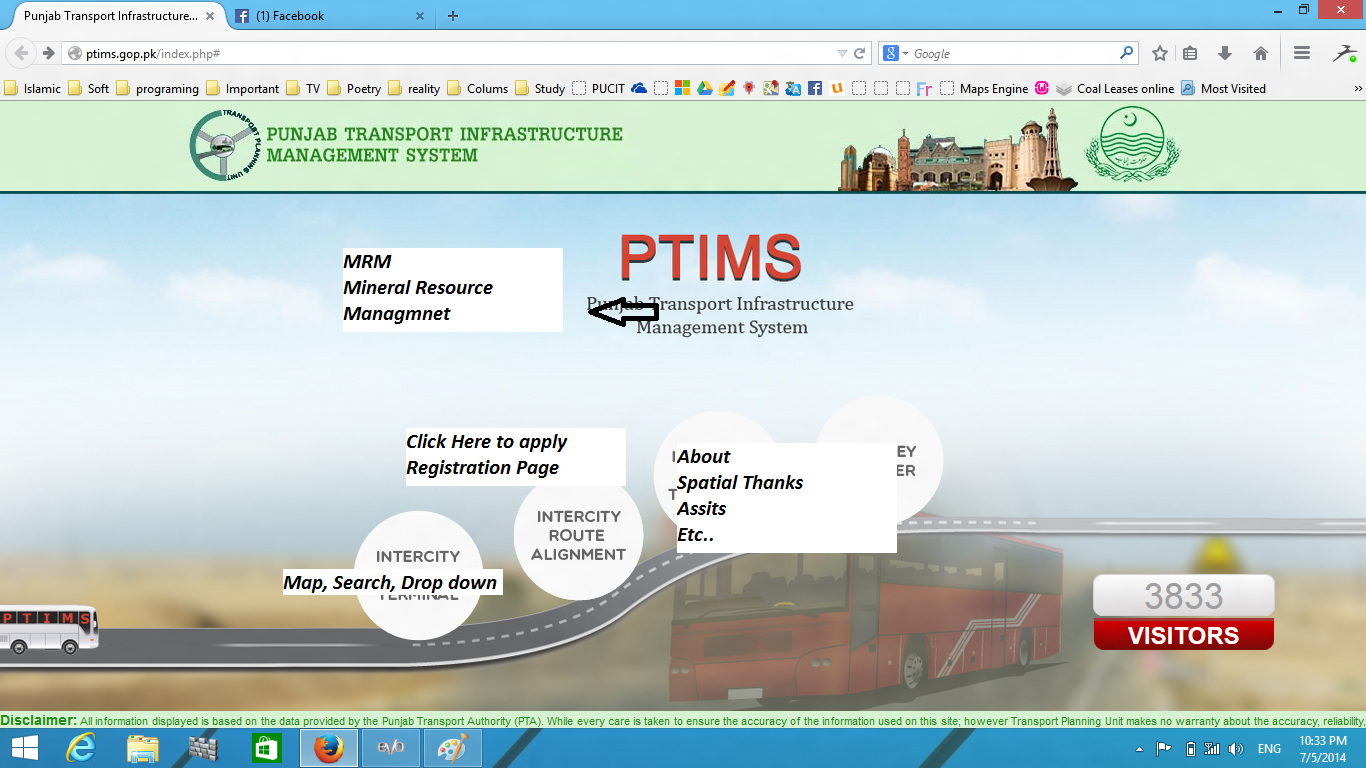 Punjab Transport Infrastructure...
(1) Facebook
ptims.gop.pk/index.php#
Google
Islamic
Soft
programing
Important
TV
Poetry
reality
Colums
Study
PUCIT
Maps Engine
Coal Leases online
Most Visited
TRANSPORT PLANNING UNIT
PUNJAB TRANSPORT INFRASTRUCTURE
MANAGEMENT SYSTEM
PTIMS
Punjab Transport Infrastructure
Management System
MRM
Mineral Resource
Managmnet
Click Here to apply
Registration Page
About
Spatial Thanks
Assits
Etc..
EY
ER
INTERCITY
ROUTE
ALIGNMENT
INTERCITY
TERMINAL
Map, Search, Drop down
PTIMS
3833
VISITORS
Disclaimer: All information displayed is based on the data provided by the Punjab Transport Authority (PTA). While every care is taken to ensure the accuracy of the information used on this site; however Transport Planning Unit makes no warranty about the accuracy, reliability,
evo
ENG
10:33 PM
7/5/2014